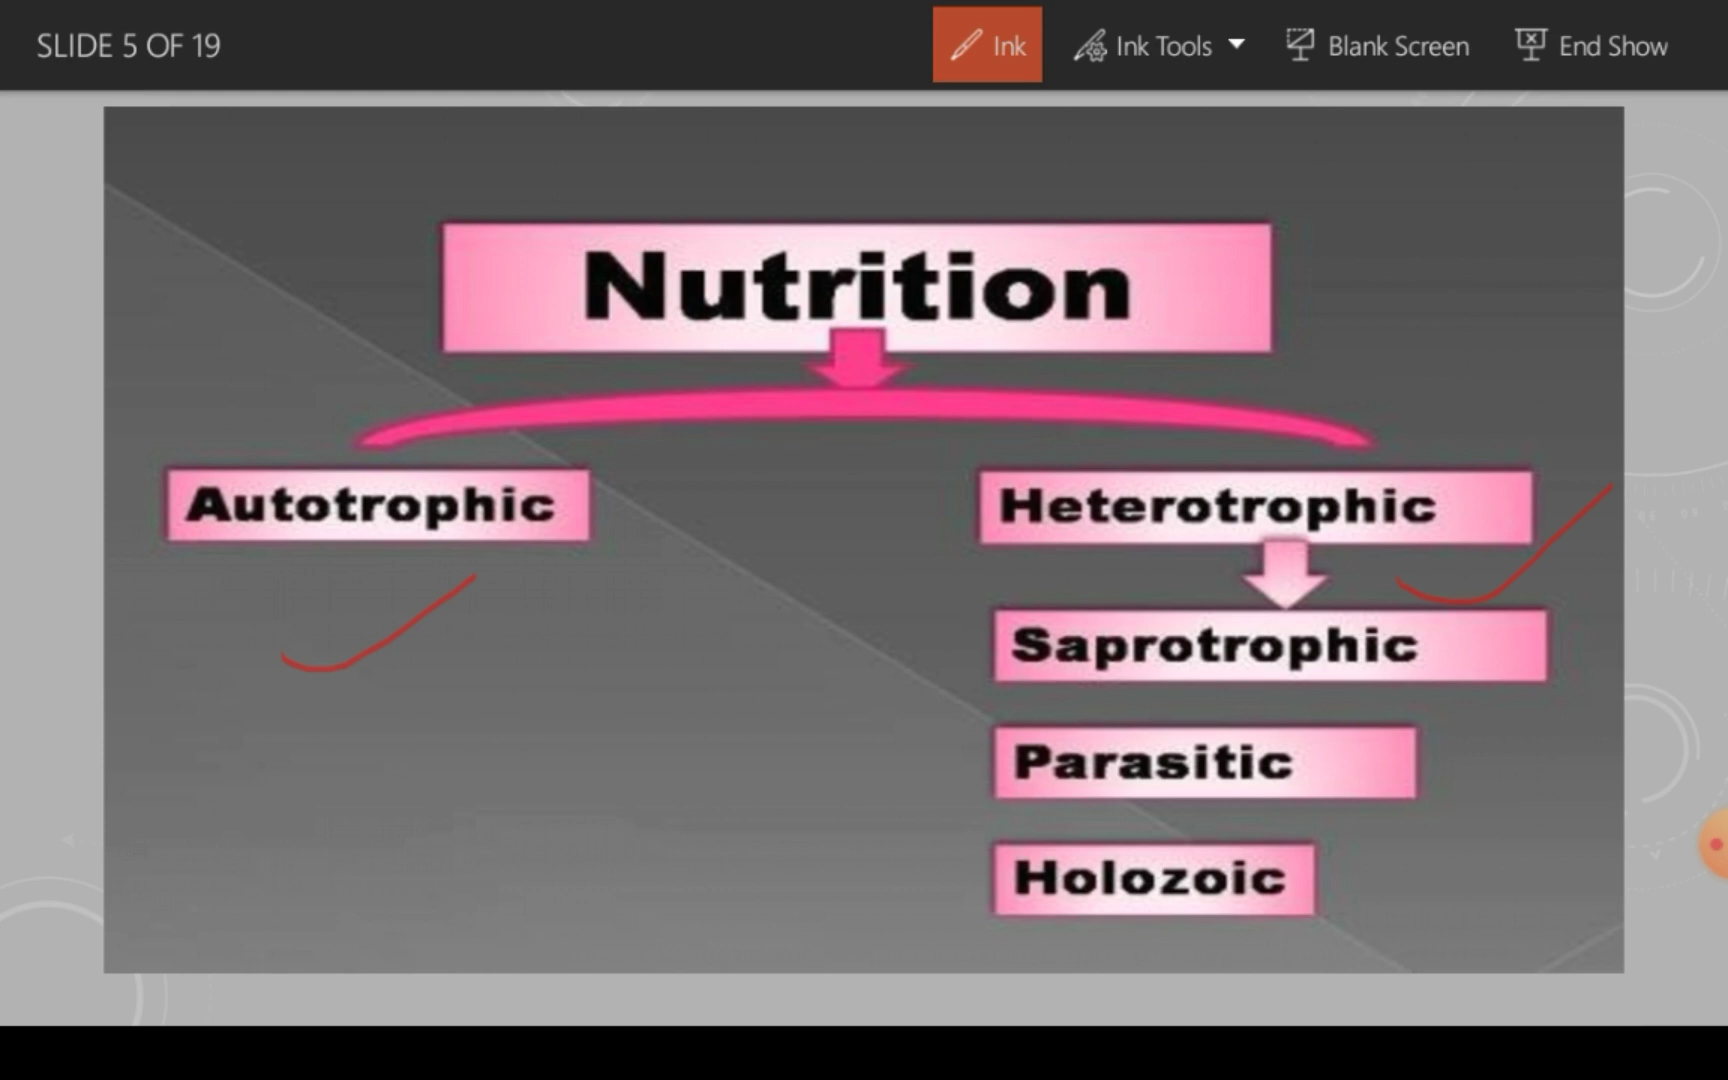 SLIDE 5 OF 19
Ink
Ink Tools
Blank Screen
End Show
Nutrition
Autotrophic
Heterotrophic
Saprotrophic
Parasitic
Holozoic